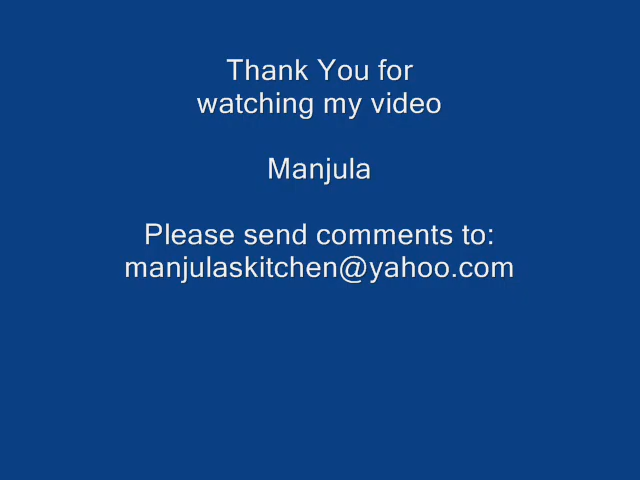 Thank You for
watching my video
Manjula
Please send comments to:
manjulaskitchen@yahoo.com